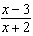 x − 3
x + 2